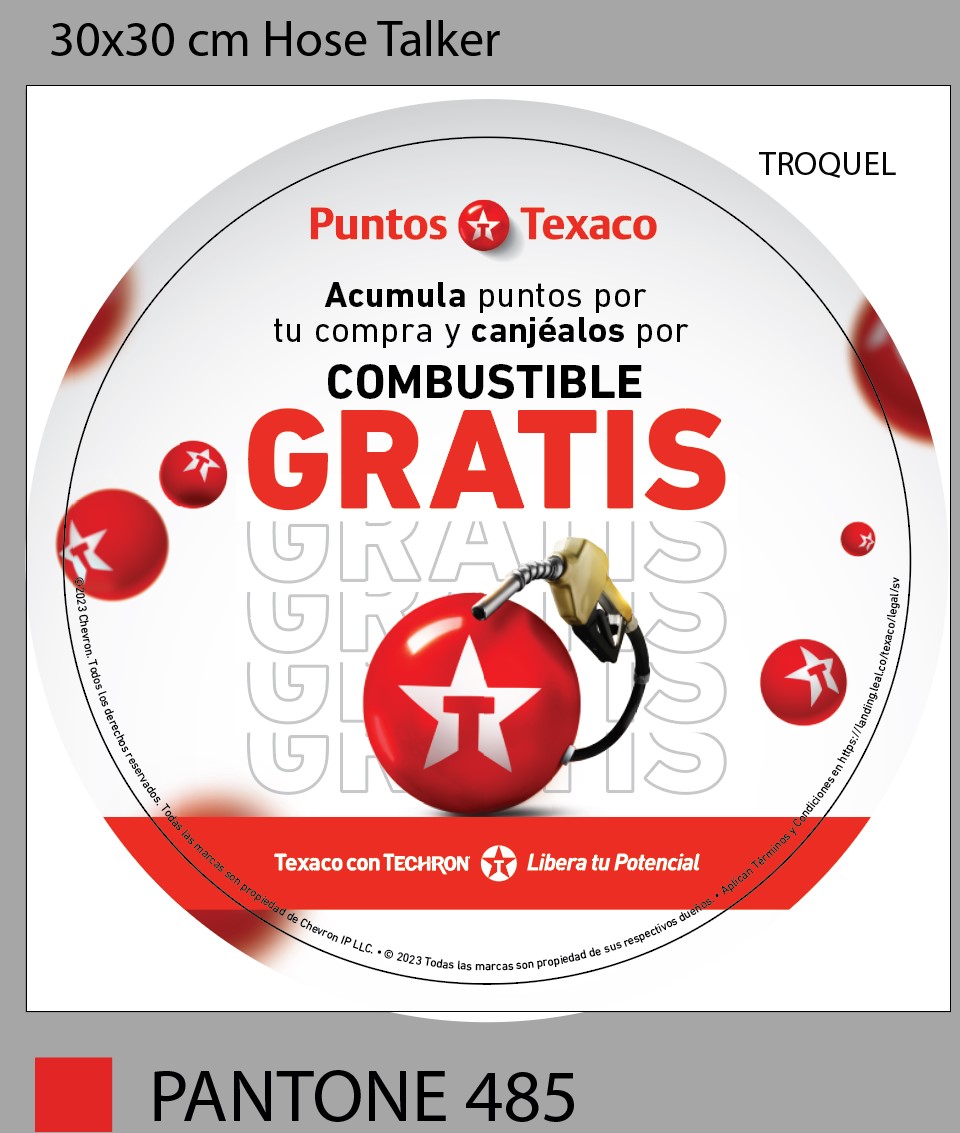 30x30 cm Hose Talker
TROQUEL
Puntos Texaco
Acumula puntos por
tu compra y canjéalos por
COMBUSTIBLE
GRATIS
GRATIS
GRATIS
GRATIS
GRATIS
Texaco con TECHRON Libera tu Potencial
©2023 Chevron. Todos los derechos reservados. Todas las marcas son propiedad de Chevron IP LLC. • © 2023 Todas las marcas son propiedad de sus respectivos dueños. • Aplican Términos y Condiciones en https://landing.leal.co/texaco/legal/sv
PANTONE 485